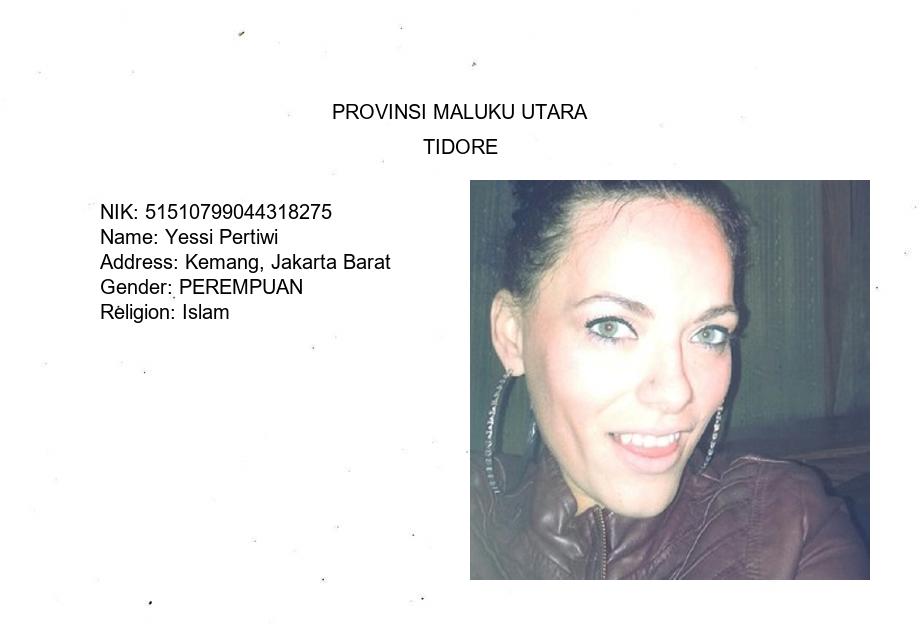 PROVINSI MALUKU UTARA
TIDORE
NIK: 51510799044318275
Name: Yessi Pertiwi
Address: Kemang, Jakarta Barat
Gender: PEREMPUAN
Religion: Islam